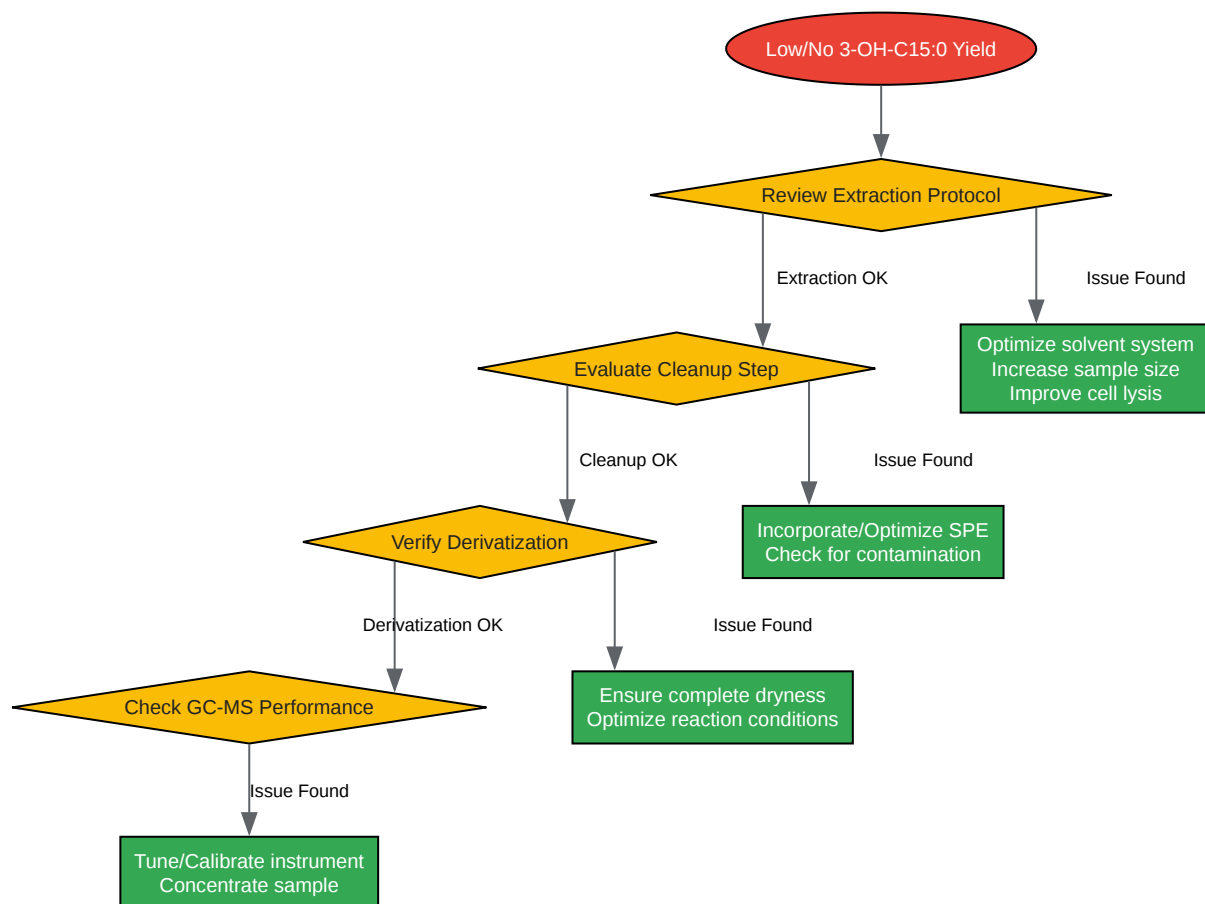 Low/No 3-OH-C15:0 Yield
Review Extraction Protocol
Extraction OK
Issue Found
Optimize solvent system
Increase sample size
Improve cell lysis
Evaluate Cleanup Step
Cleanup OK
Issue Found
Incorporate/Optimize SPE
Check for contamination
Verify Derivatization
Derivatization OK
Issue Found
Ensure complete dryness
Optimize reaction conditions
Check GC-MS Performance
Issue Found
Tune/Calibrate instrument
Concentrate sample